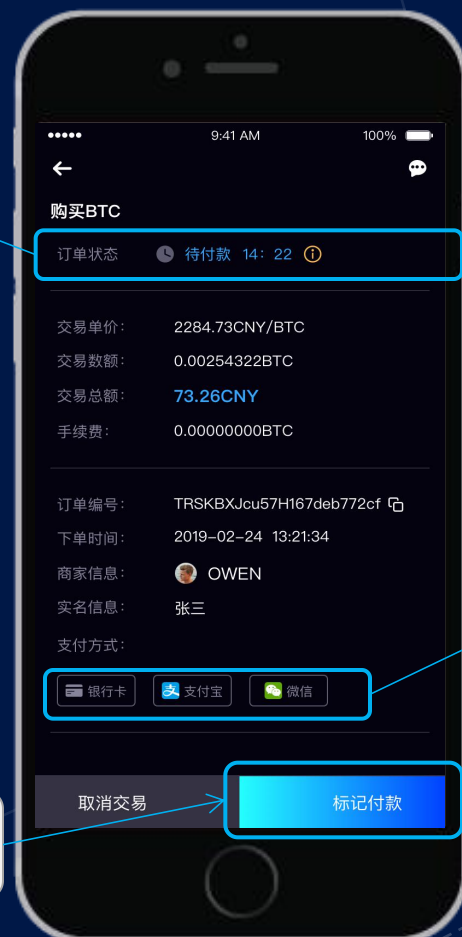 9:41 AM 100%
购买BTC
订单状态 待付款 14: 22
交易单价: 2284.73CNY/BTC
交易数额: 0.00254322BTC
交易总额: 73.26CNY
手续费: 0.00000000BTC
订单编号: TRSKBXJcu57H167deb772cf
下单时间: 2019-02-24 13:21:34
商家信息: OWEN
实名信息: 张三
支付方式:
银行卡 支付宝 微信
取消交易 标记付款